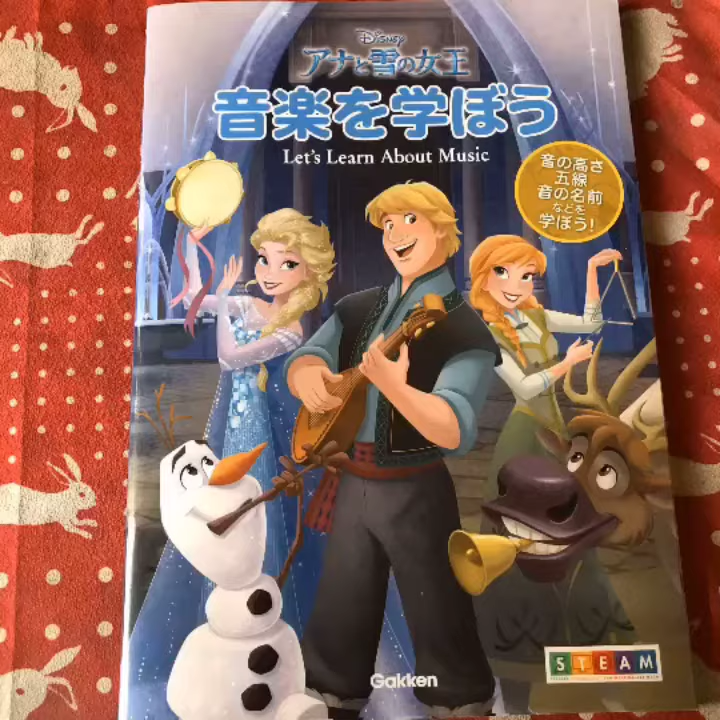 Disney
アナと雪の女王
音楽を学ぼう
Let's Learn About Music
音の高さ
五線
音の名前
などを
学ぼう!
Gakken
STEAM